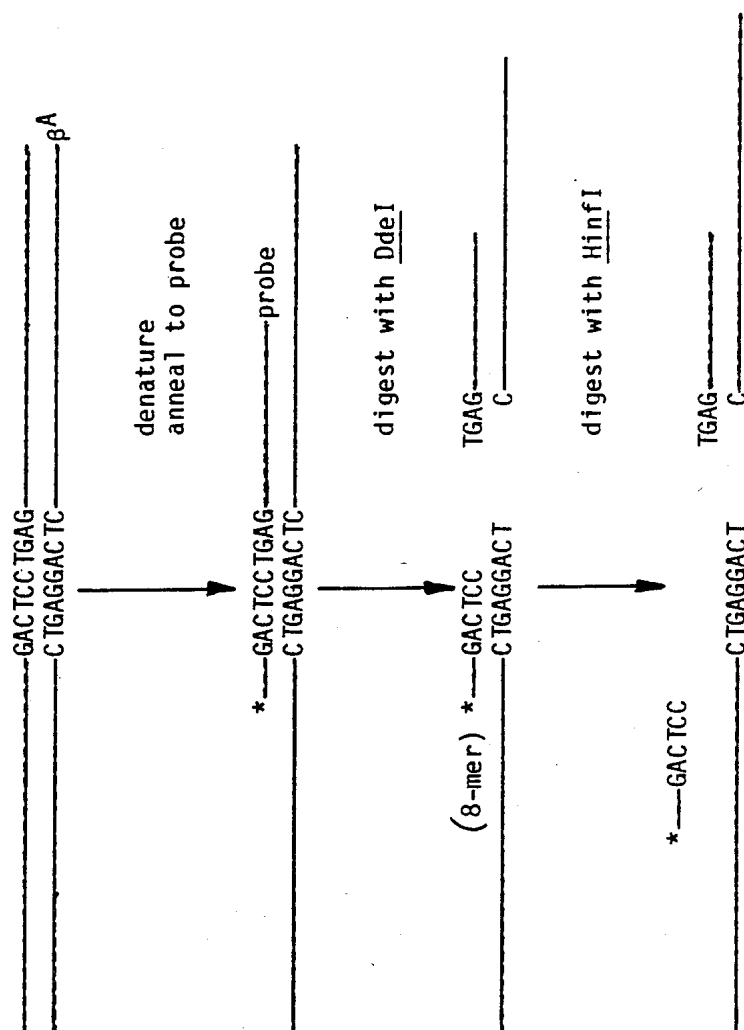 GACTCCTGAG
CTGAGGACTC βA
denature
anneal to probe
* GACTCCTGAG probe
CTGAGGACTC
digest with DdeI
(8-mer) * GACTCC TGAG
CTGAGGACT C
digest with HinfI
* GACTCC TGAG
CTGAGGACT C